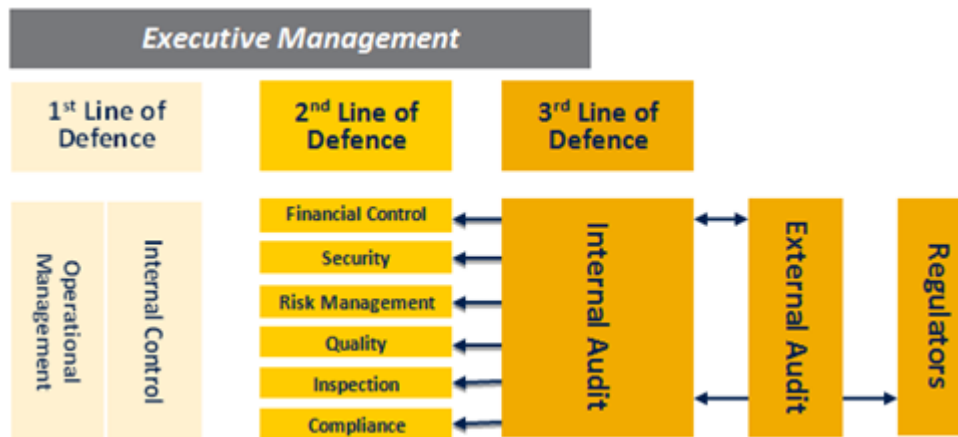 Executive Management
1st Line of
Defence
2nd Line of
Defence
3rd Line of
Defence
Operational
Management
Internal Control
Financial Control
Security
Risk Management
Quality
Inspection
Compliance
Internal Audit
External Audit
Regulators